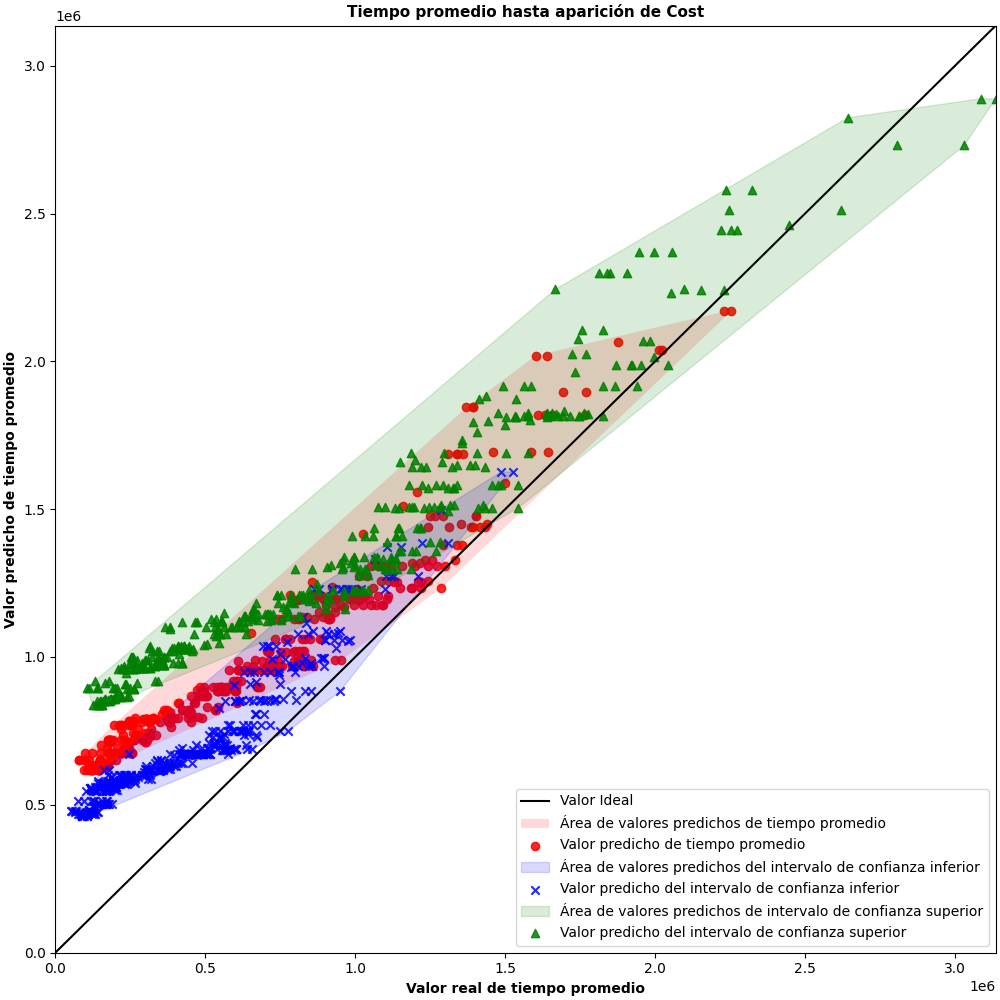 Tiempo promedio hasta aparición de Cost
1e6
3.0
2.5
2.0
1.5
1.0
0.5
0.0
Valor predicho de tiempo promedio
Valor Ideal
Área de valores predichos de tiempo promedio
Valor predicho de tiempo promedio
Área de valores predichos del intervalo de confianza inferior
Valor predicho del intervalo de confianza inferior
Área de valores predichos de intervalo de confianza superior
Valor predicho del intervalo de confianza superior
0.0 0.5 1.0 1.5 2.0 2.5 3.0
1e6
Valor real de tiempo promedio